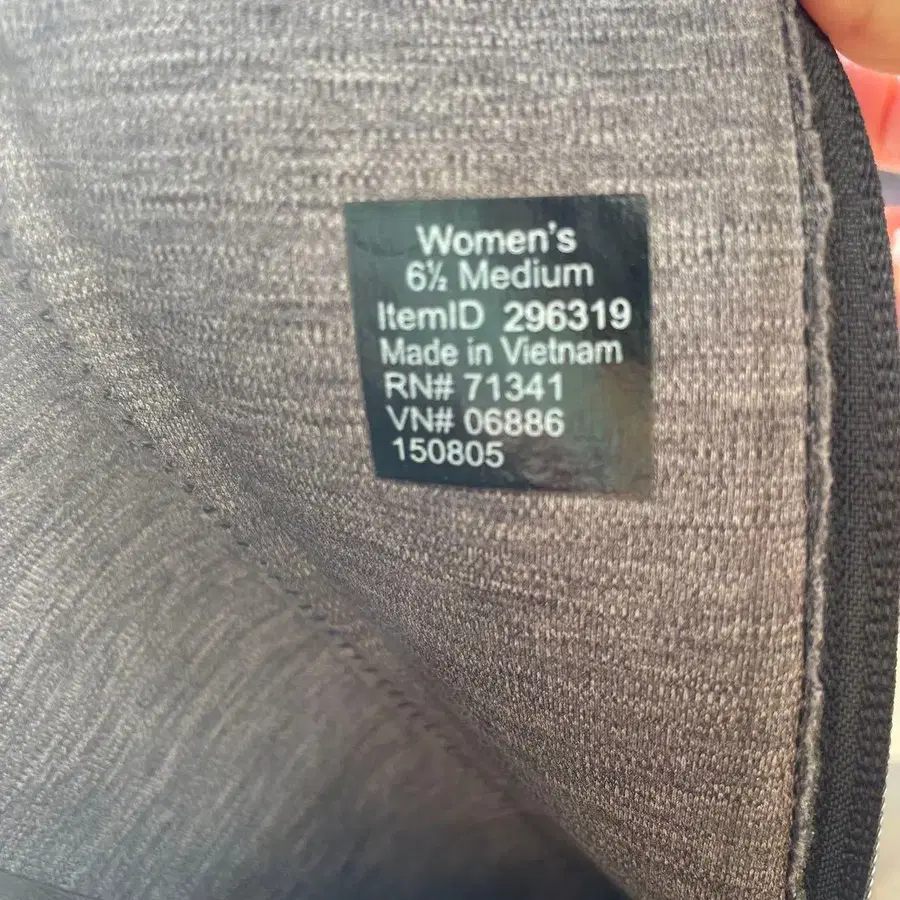 Women's
6½ Medium
ItemID 296319
Made in Vietnam
RN# 71341
VN# 06886
150805